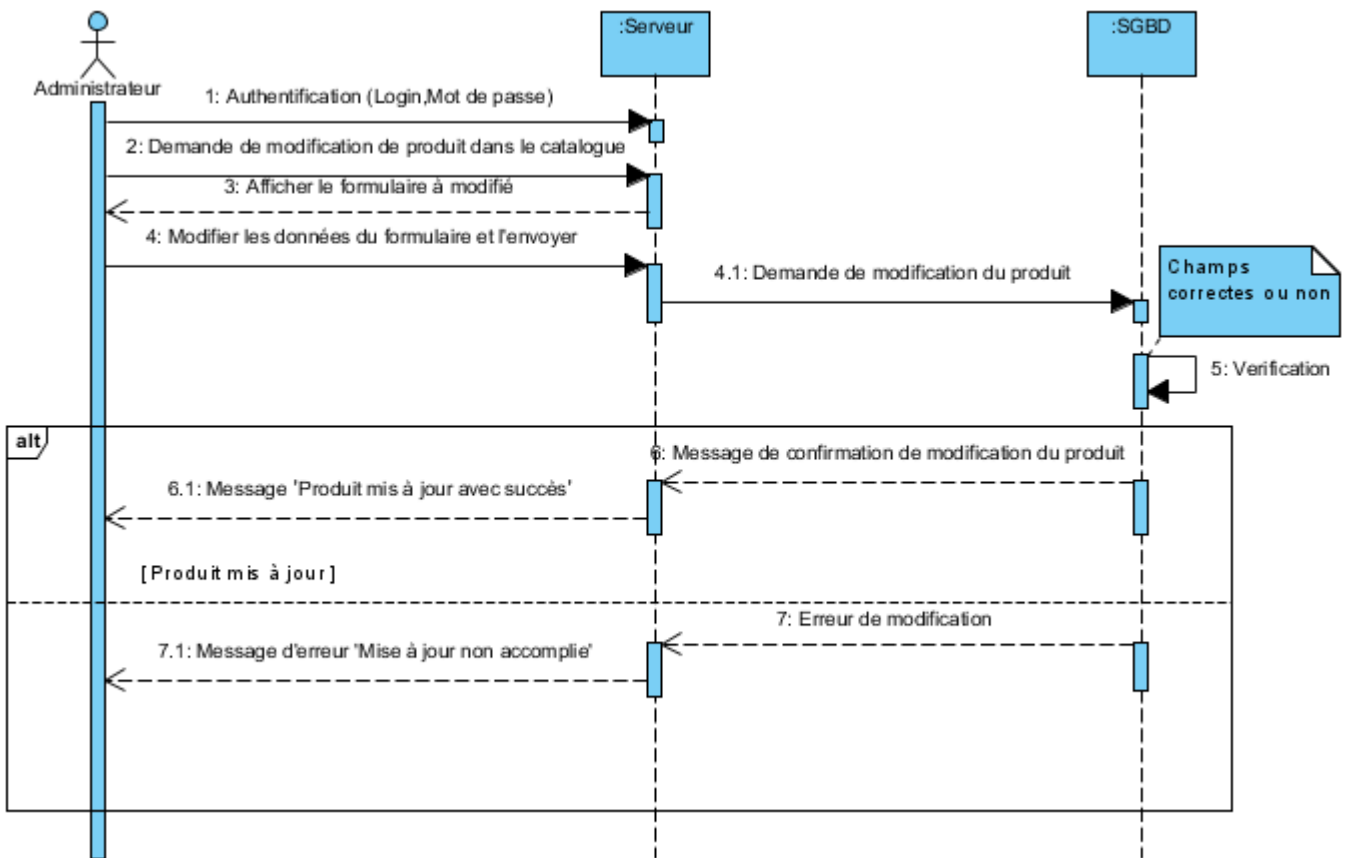 :Serveur
:SGBD
Administrateur
1: Authentification (Login,Mot de passe)
2: Demande de modification de produit dans le catalogue
3: Afficher le formulaire à modifié
4: Modifier les données du formulaire et l'envoyer
4.1: Demande de modification du produit
Champs
correctes ou non
5: Verification
alt
6: Message de confirmation de modification du produit
6.1: Message 'Produit mis à jour avec succès'
[Produit mis à jour]
7: Erreur de modification
7.1: Message d'erreur 'Mise à jour non accomplie'